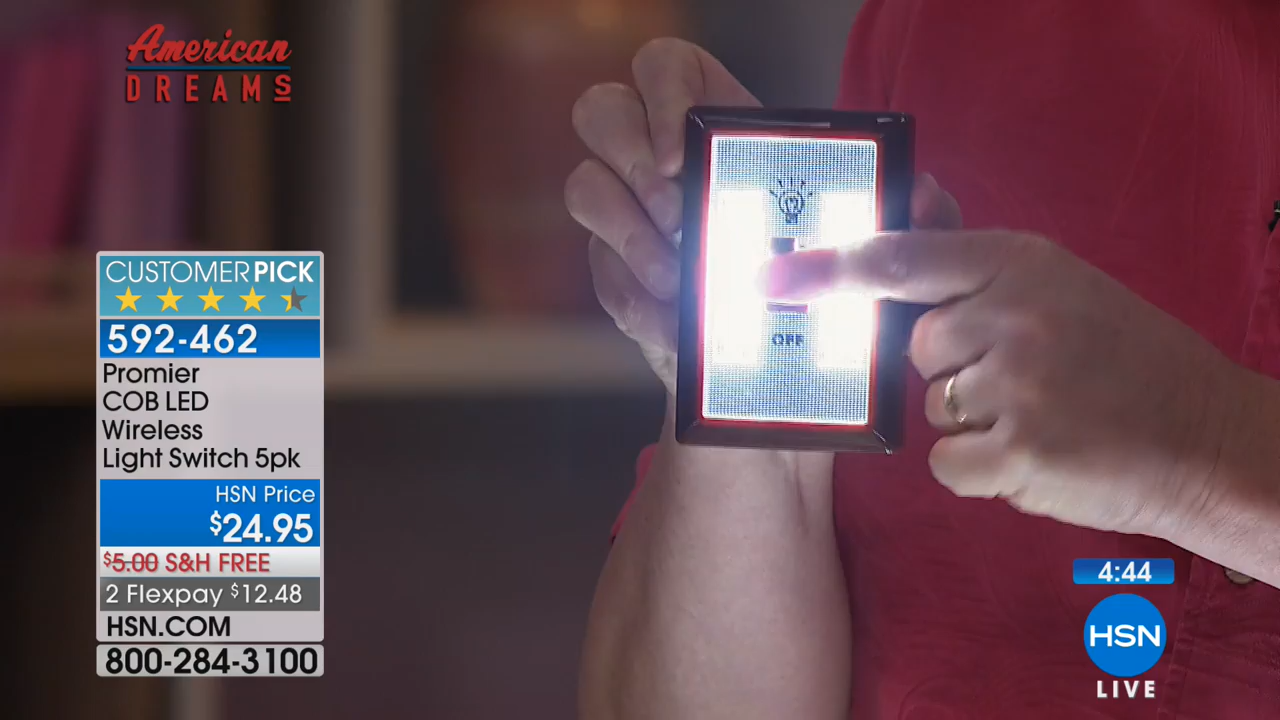 American
DREAMS
CUSTOMER PICK
592-462
Promier
COB LED
Wireless
Light Switch 5pk
HSN Price
$24.95
$5.00 S&H FREE
2 Flexpay $12.48
HSN.COM
800-284-3100
OFF
4:44
HSN
LIVE